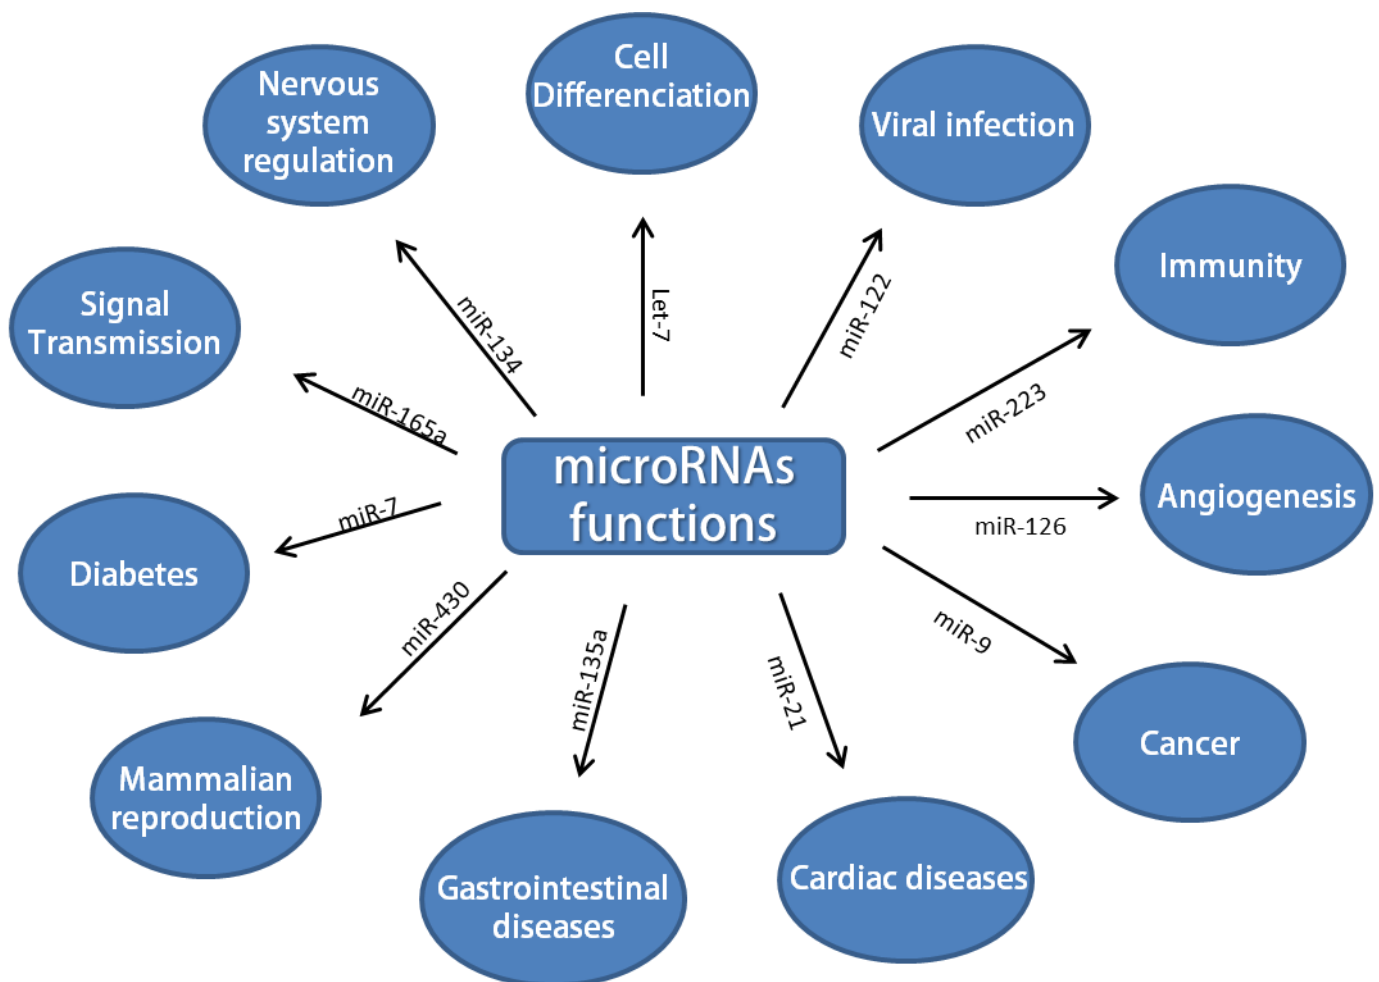 Cell
Differenciation
Nervous
system
regulation
Viral infection
Immunity
Signal
Transmission
Let-7
miR-122
miR-134
miR-223
miR-165a
microRNAs
functions
Angiogenesis
miR-126
miR-7
Diabetes
miR-430
miR-135a
miR-21
miR-9
Cancer
Mammalian
reproduction
Gastrointestinal
diseases
Cardiac diseases